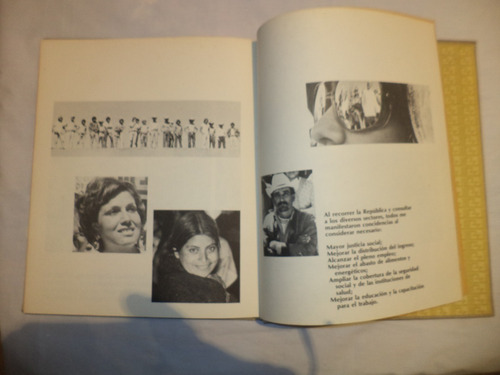 Al recorrer la República y consultar
a los diversos sectores, todos me
manifestaron coincidencias al
considerar necesario:
Mayor justicia social;
Mejorar la distribución del ingreso;
Alcanzar el pleno empleo;
Mejorar el abasto de alimentos y
energéticos;
Ampliar la cobertura de la seguridad
social y de las instituciones de
salud;
Mejorar la educación y la capacitación
para el trabajo.